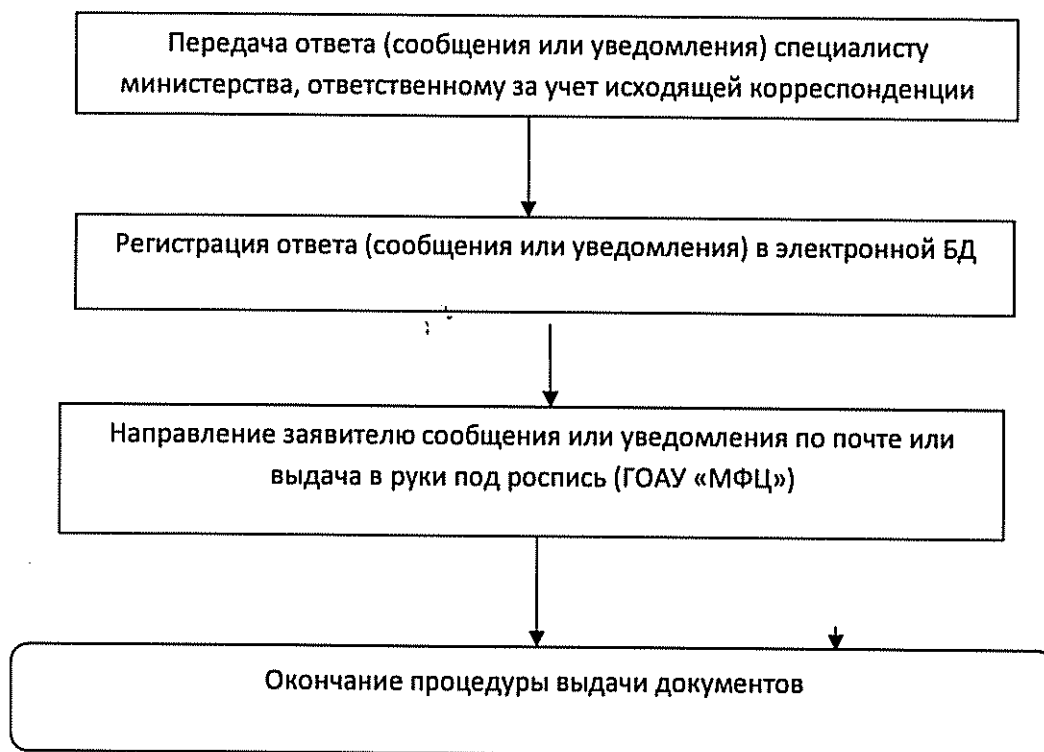 Передача ответа (сообщения или уведомления) специалисту
министерства, ответственному за учет исходящей корреспонденции
Регистрация ответа (сообщения или уведомления) в электронной БД
Направление заявителю сообщения или уведомления по почте или
выдача в руки под роспись (ГОАУ «МФЦ»)
Окончание процедуры выдачи документов